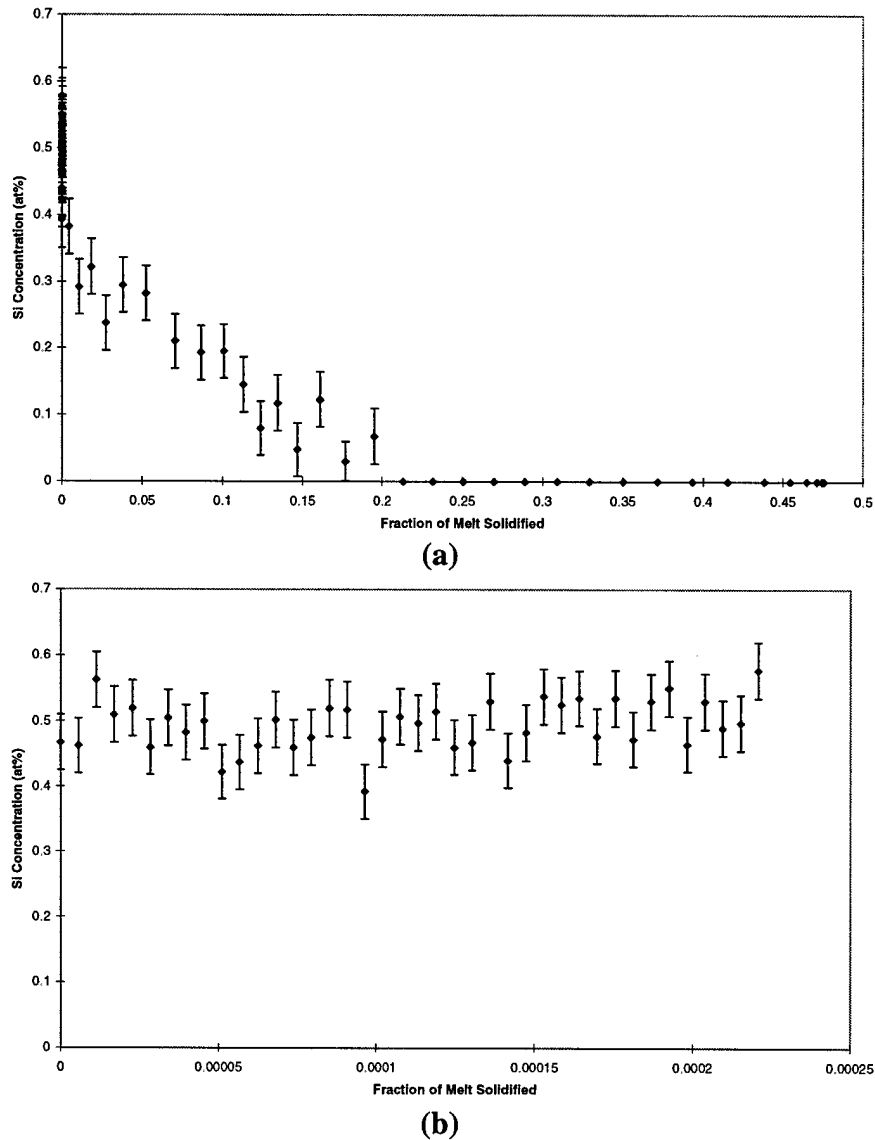 0.7
0.6
0.5
0.4
0.3
0.2
0.1
0
Si Concentration (at%)
0 0.05 0.1 0.15 0.2 0.25 0.3 0.35 0.4 0.45 0.5
Fraction of Melt Solidified
(a)
0.7
0.6
0.5
0.4
0.3
0.2
0.1
0
Si Concentration (at%)
0 0.00005 0.0001 0.00015 0.0002 0.00025
Fraction of Melt Solidified
(b)